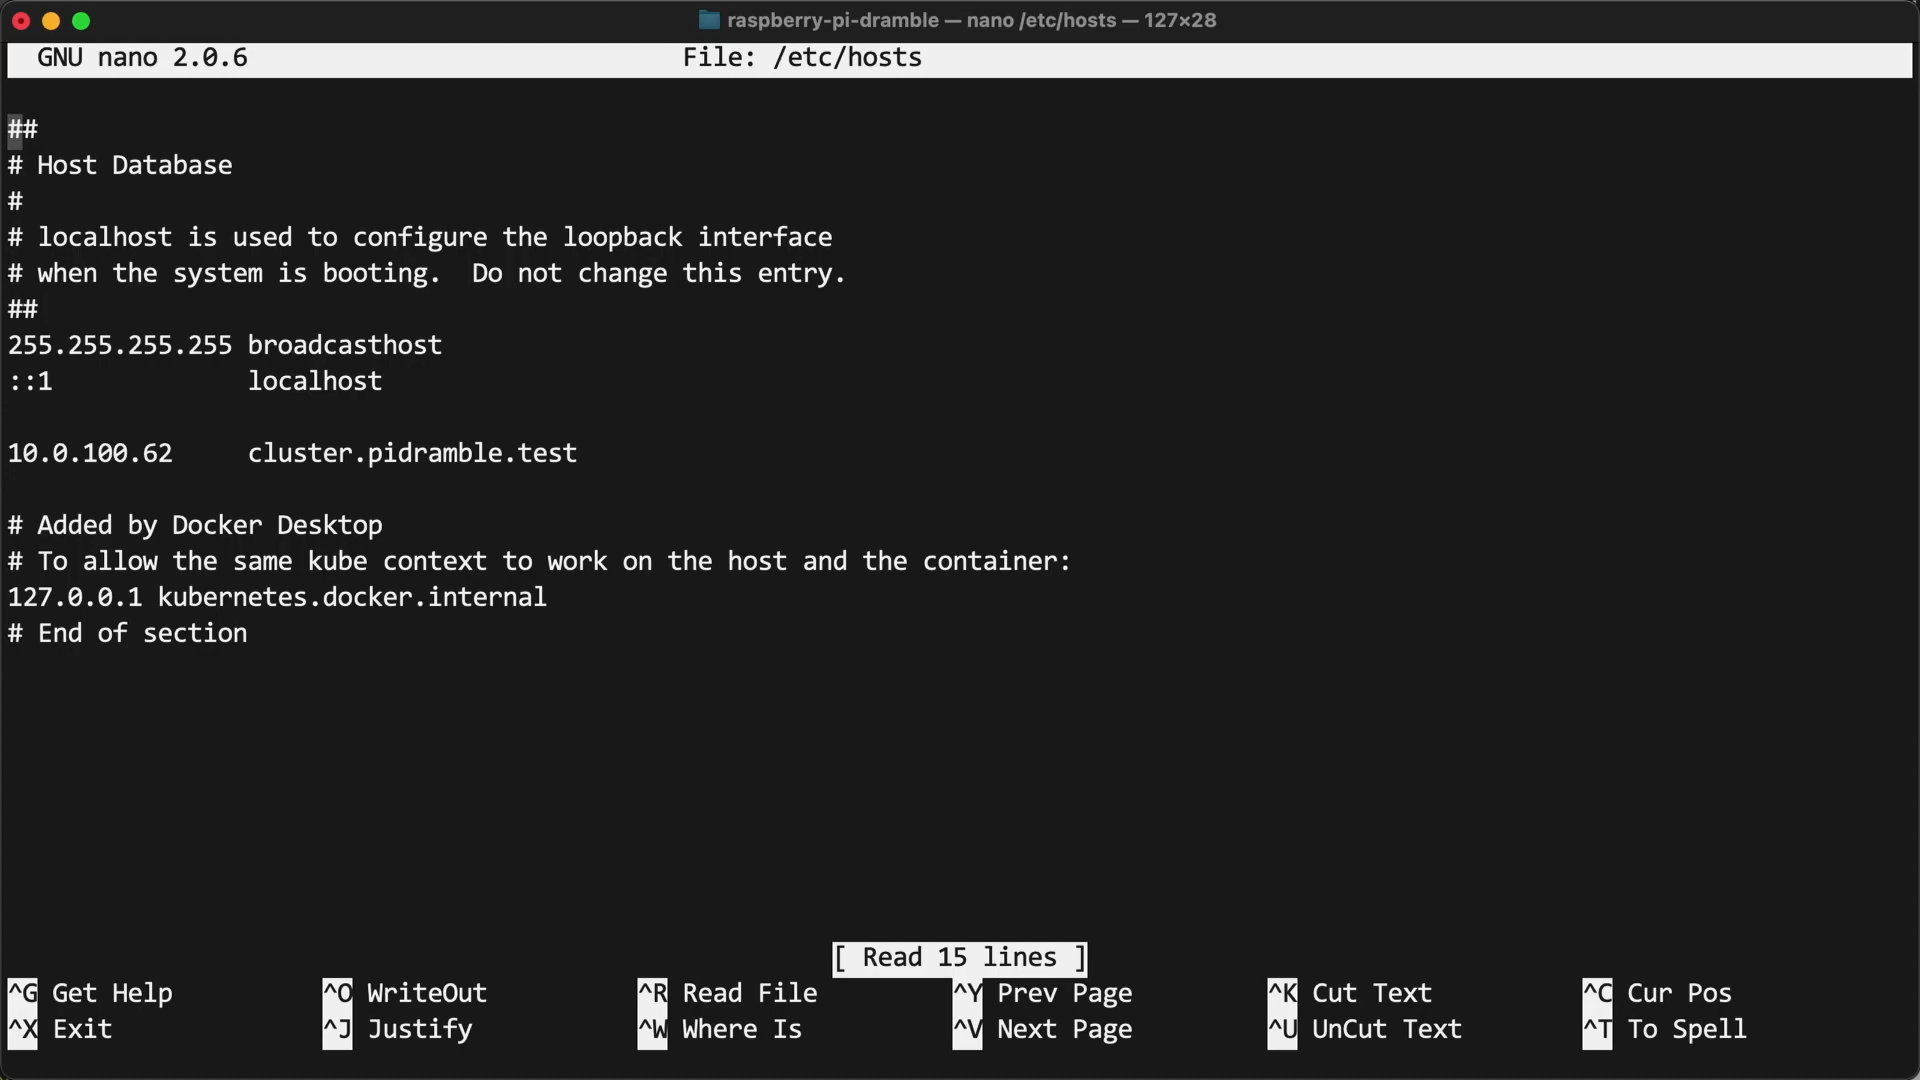 raspberry-pi-dramble — nano /etc/hosts — 127×28
GNU nano 2.0.6 File: /etc/hosts
##
# Host Database
#
# localhost is used to configure the loopback interface
# when the system is booting.  Do not change this entry.
##
255.255.255.255 broadcasthost
::1             localhost
10.0.100.62     cluster.pidramble.test
# Added by Docker Desktop
# To allow the same kube context to work on the host and the container:
127.0.0.1 kubernetes.docker.internal
# End of section
[ Read 15 lines ]
^G Get Help ^O WriteOut ^R Read File ^Y Prev Page ^K Cut Text ^C Cur Pos
^X Exit ^J Justify ^W Where Is ^V Next Page ^U UnCut Text ^T To Spell